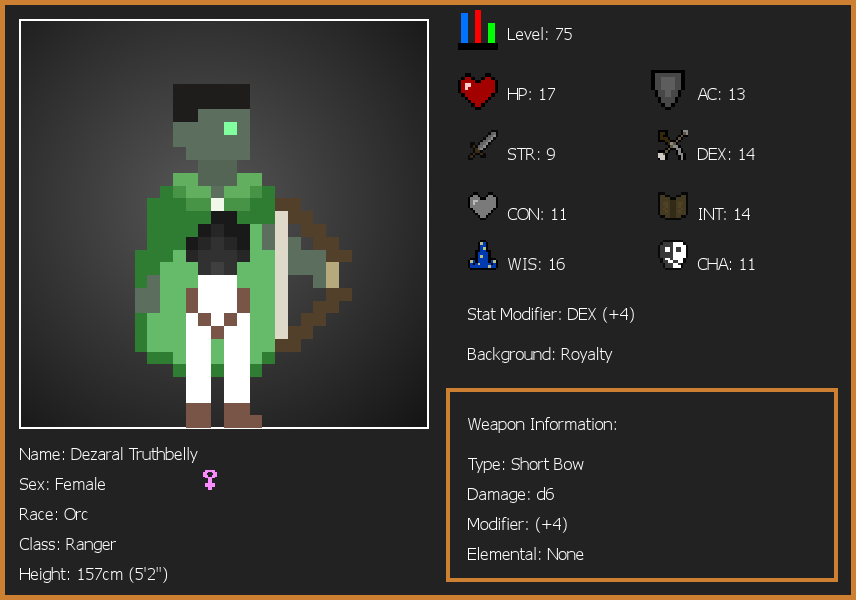 Level: 75
HP: 17
AC: 13
STR: 9
DEX: 14
CON: 11
INT: 14
WIS: 16
CHA: 11
Stat Modifier: DEX (+4)
Background: Royalty
Weapon Information:
Type: Short Bow
Damage: d6
Modifier: (+4)
Elemental: None
Name: Dezaral Truthbelly
Sex: Female
Race: Orc
Class: Ranger
Height: 157cm (5'2")